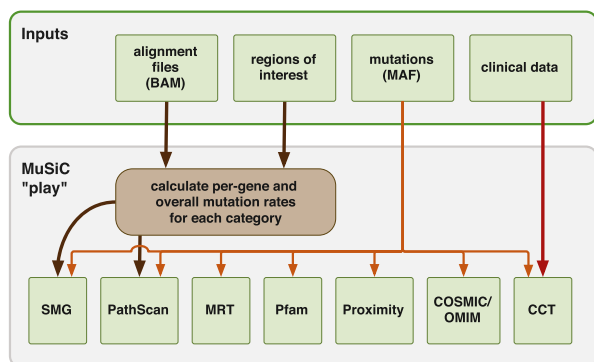 Inputs
alignment
files
(BAM)
regions of
interest
mutations
(MAF)
clinical data
MuSiC
"play"
calculate per-gene and
overall mutation rates
for each category
SMG
PathScan
MRT
Pfam
Proximity
COSMIC/
OMIM
CCT